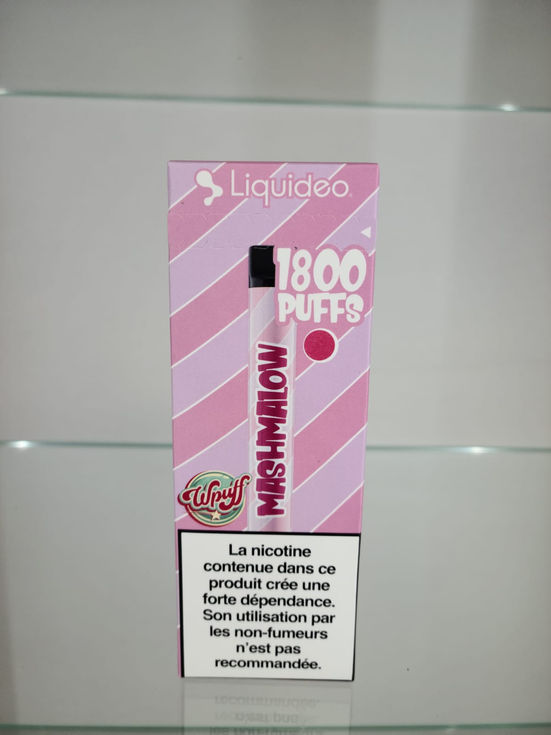 Liquideo
1800
PUFFS
MASHMALOW
Wpuff
La nicotine
contenue dans ce
produit crée une
forte dépendance.
Son utilisation par
les non-fumeurs
n'est pas
recommandée.